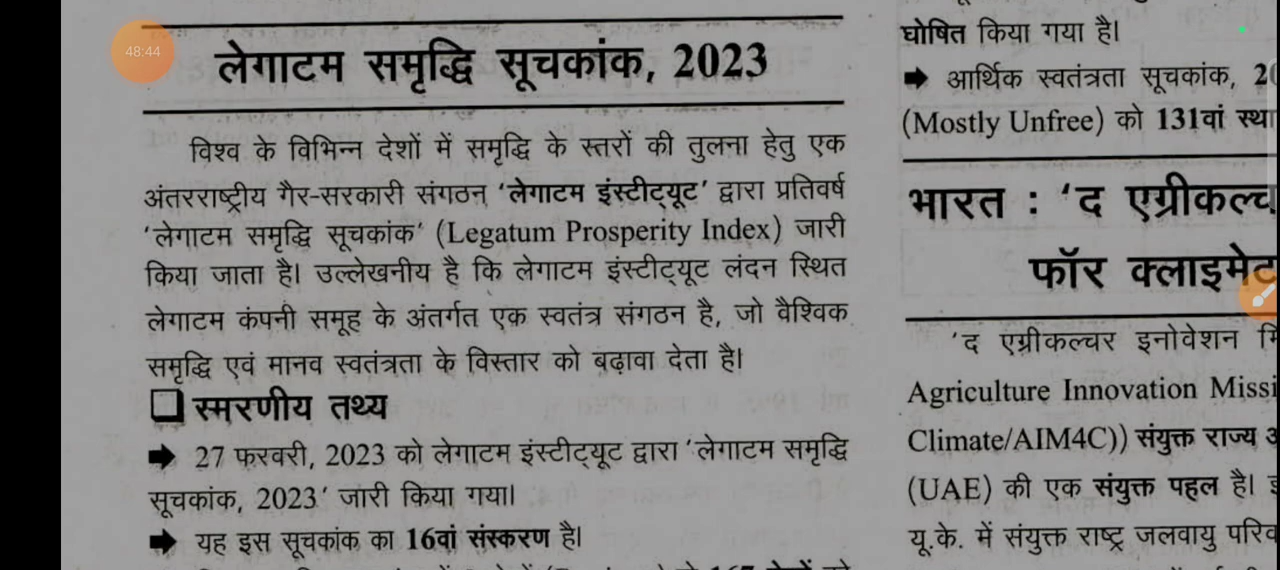 48:44
लेगाटम समृद्धि सूचकांक, 2023
विश्व के विभिन्न देशों में समृद्धि के स्तरों की तुलना हेतु एक
अंतरराष्ट्रीय गैर-सरकारी संगठन 'लेगाटम इंस्टीट्यूट' द्वारा प्रतिवर्ष
'लेगाटम समृद्धि सूचकांक' (Legatum Prosperity Index) जारी
किया जाता है। उल्लेखनीय है कि लेगाटम इंस्टीट्यूट लंदन स्थित
लेगाटम कंपनी समूह के अंतर्गत एक स्वतंत्र संगठन है, जो वैश्विक
समृद्धि एवं मानव स्वतंत्रता के विस्तार को बढ़ावा देता है।
❑ स्मरणीय तथ्य
➡ 27 फरवरी, 2023 को लेगाटम इंस्टीट्यूट द्वारा 'लेगाटम समृद्धि
सूचकांक, 2023' जारी किया गया।
➡ यह इस सूचकांक का 16वां संस्करण है।
घोषित किया गया है।
➡ आर्थिक स्वतंत्रता सूचकांक,
(Mostly Unfree) को 131वां
भारत : 'द
फॉर
'द एग्रीकल्चर इनोवेशन
Agriculture Innovation
Climate/AIM4C)) संयुक्त राज्य
(UAE) की एक संयुक्त पहल है।
यू.के. में संयुक्त राष्ट्र जलवायु